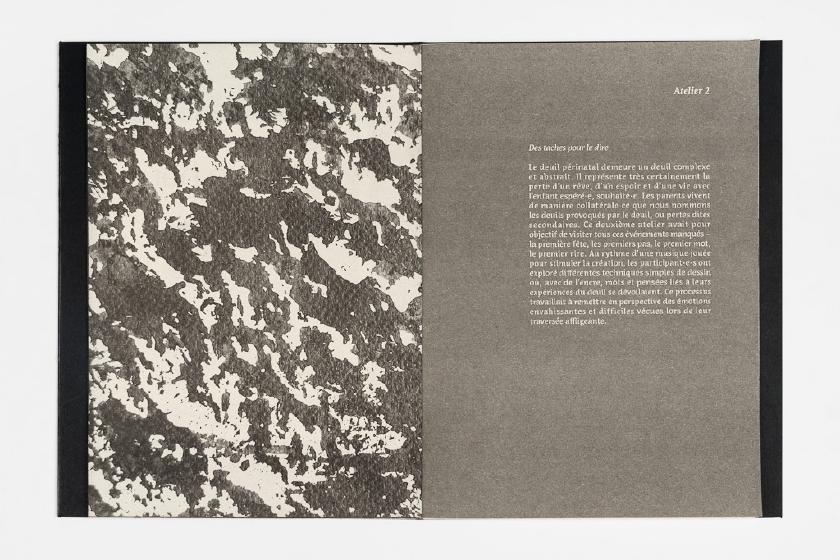 Atelier 2
Des taches pour le dire
Le deuil périnatal demeure un deuil complexe
et abstrait. Il représente très certainement la
perte d'un rêve, d'un espoir et d'une vie avec
l'enfant espéré·e, souhaité·e. Les parents vivent
de manière collatérale ce que nous nommons
les deuils provoqués par le deuil, ou pertes dites
secondaires. Ce deuxième atelier avait pour
objectif de visiter tous ces événements manqués –
la première fête, les premiers pas, le premier mot,
le premier rire. Au rythme d'une musique jouée
pour stimuler la création, les participant·e·s ont
exploré différentes techniques simples de dessin
où, avec de l'encre, mots et pensées liés à leurs
expériences du deuil se dévoilaient. Ce processus
travaillait à remettre en perspective des émotions
envahissantes et difficiles vécues lors de leur
traversée affligeante.